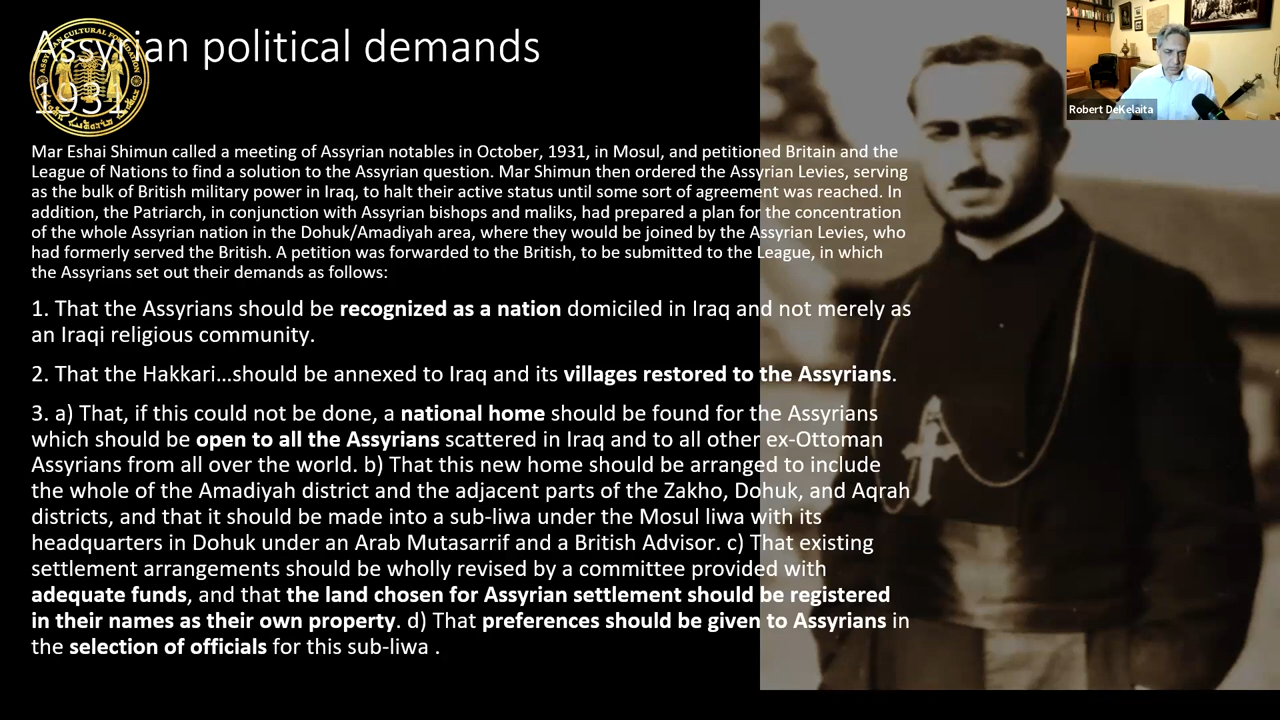 Assyrian political demands
1931
ASSYRIAN CULTURAL FOUNDATION
Robert DeKelaita
Mar Eshai Shimun called a meeting of Assyrian notables in October, 1931, in Mosul, and petitioned Britain and the
League of Nations to find a solution to the Assyrian question. Mar Shimun then ordered the Assyrian Levies, serving
as the bulk of British military power in Iraq, to halt their active status until some sort of agreement was reached. In
addition, the Patriarch, in conjunction with Assyrian bishops and maliks, had prepared a plan for the concentration
of the whole Assyrian nation in the Dohuk/Amadiyah area, where they would be joined by the Assyrian Levies, who
had formerly served the British. A petition was forwarded to the British, to be submitted to the League, in which
the Assyrians set out their demands as follows:
1. That the Assyrians should be recognized as a nation domiciled in Iraq and not merely as
an Iraqi religious community.
2. That the Hakkari...should be annexed to Iraq and its villages restored to the Assyrians.
3. a) That, if this could not be done, a national home should be found for the Assyrians
which should be open to all the Assyrians scattered in Iraq and to all other ex-Ottoman
Assyrians from all over the world. b) That this new home should be arranged to include
the whole of the Amadiyah district and the adjacent parts of the Zakho, Dohuk, and Aqrah
districts, and that it should be made into a sub-liwa under the Mosul liwa with its
headquarters in Dohuk under an Arab Mutasarrif and a British Advisor. c) That existing
settlement arrangements should be wholly revised by a committee provided with
adequate funds, and that the land chosen for Assyrian settlement should be registered
in their names as their own property. d) That preferences should be given to Assyrians in
the selection of officials for this sub-liwa .